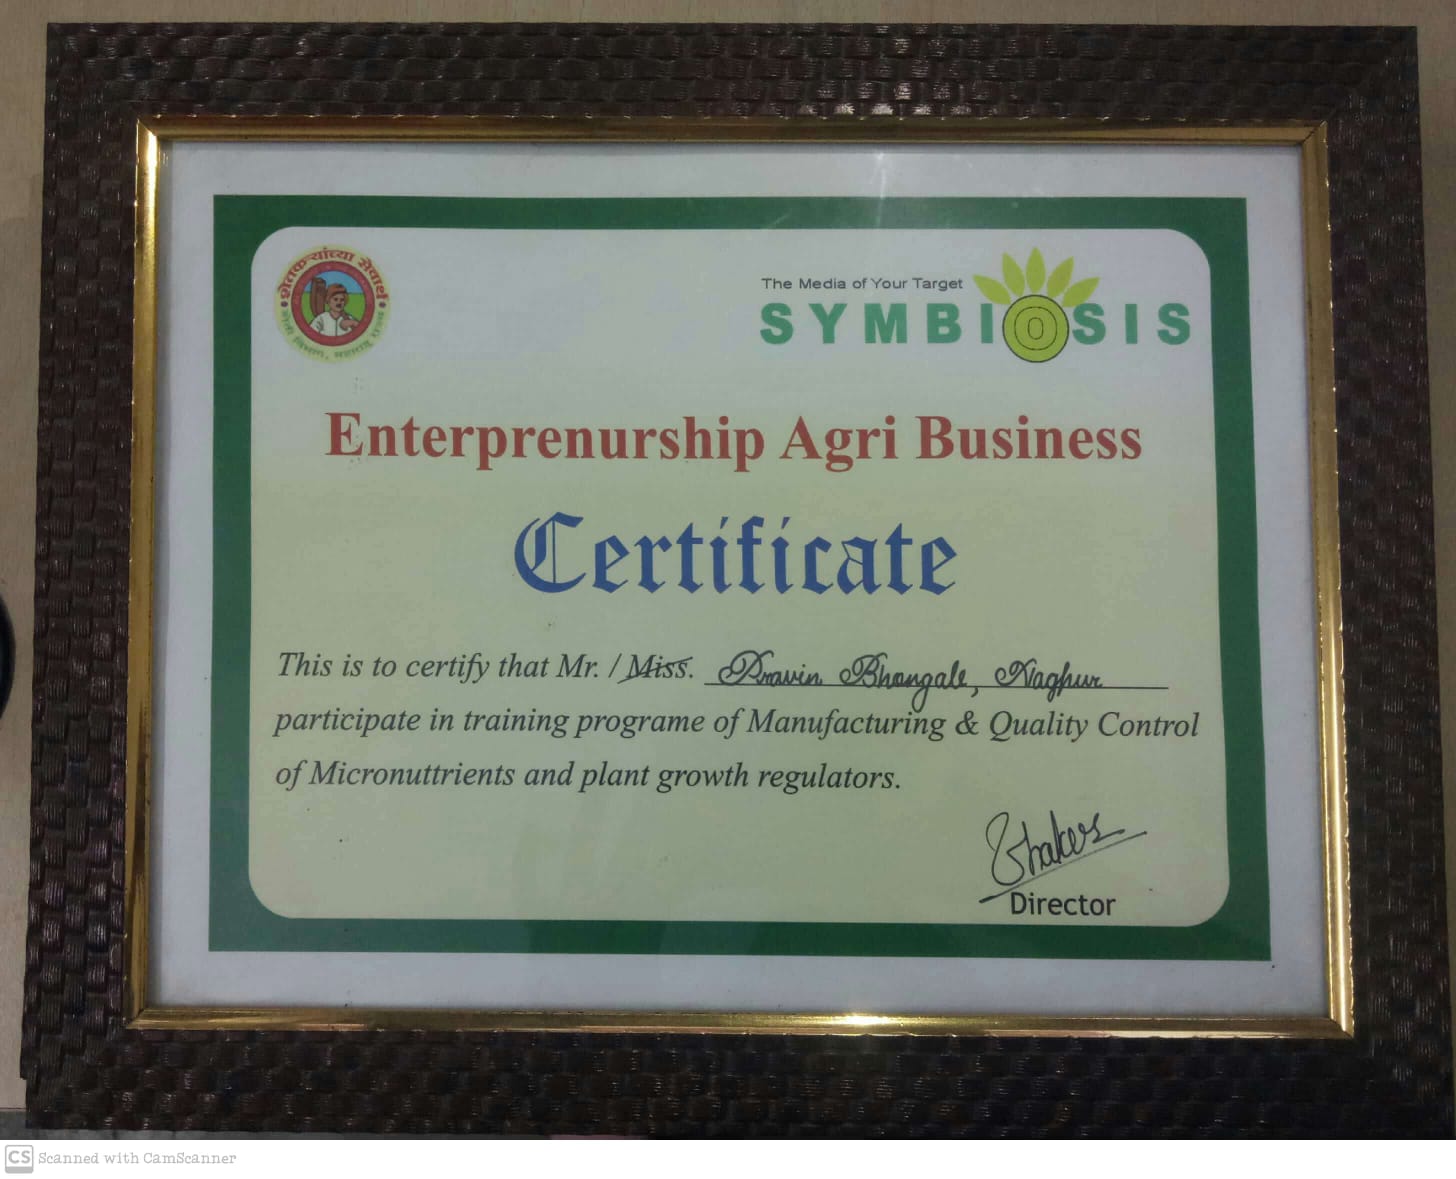 शेतकऱ्यांच्या सेवार्थ
कृषी विभाग, महाराष्ट्र राज्य
The Media of Your Target
SYMBIOSIS
Enterprenurship Agri Business
Certificate
This is to certify that Mr. / Miss. Pravin Bhangale, Nagpur
participate in training programe of Manufacturing & Quality Control
of Micronuttrients and plant growth regulators.
Director
CS Scanned with CamScanner